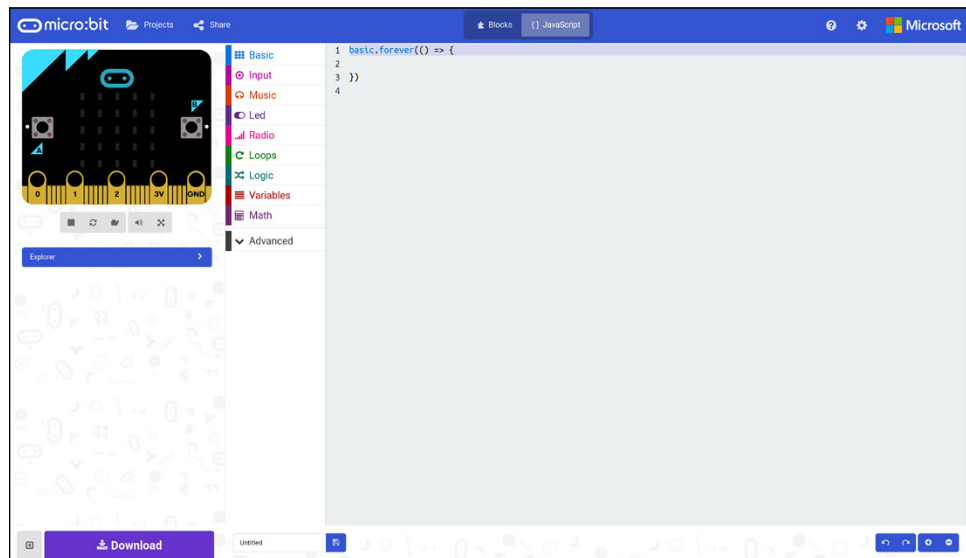 micro:bit Projects Share Blocks {} JavaScript Microsoft
B
A
0 1 2 3V GND
Explorer
Basic
Input
Music
Led
Radio
Loops
Logic
Variables
Math
Advanced
1 basic.forever(() => {
2
3 })
4
Download
Untitled